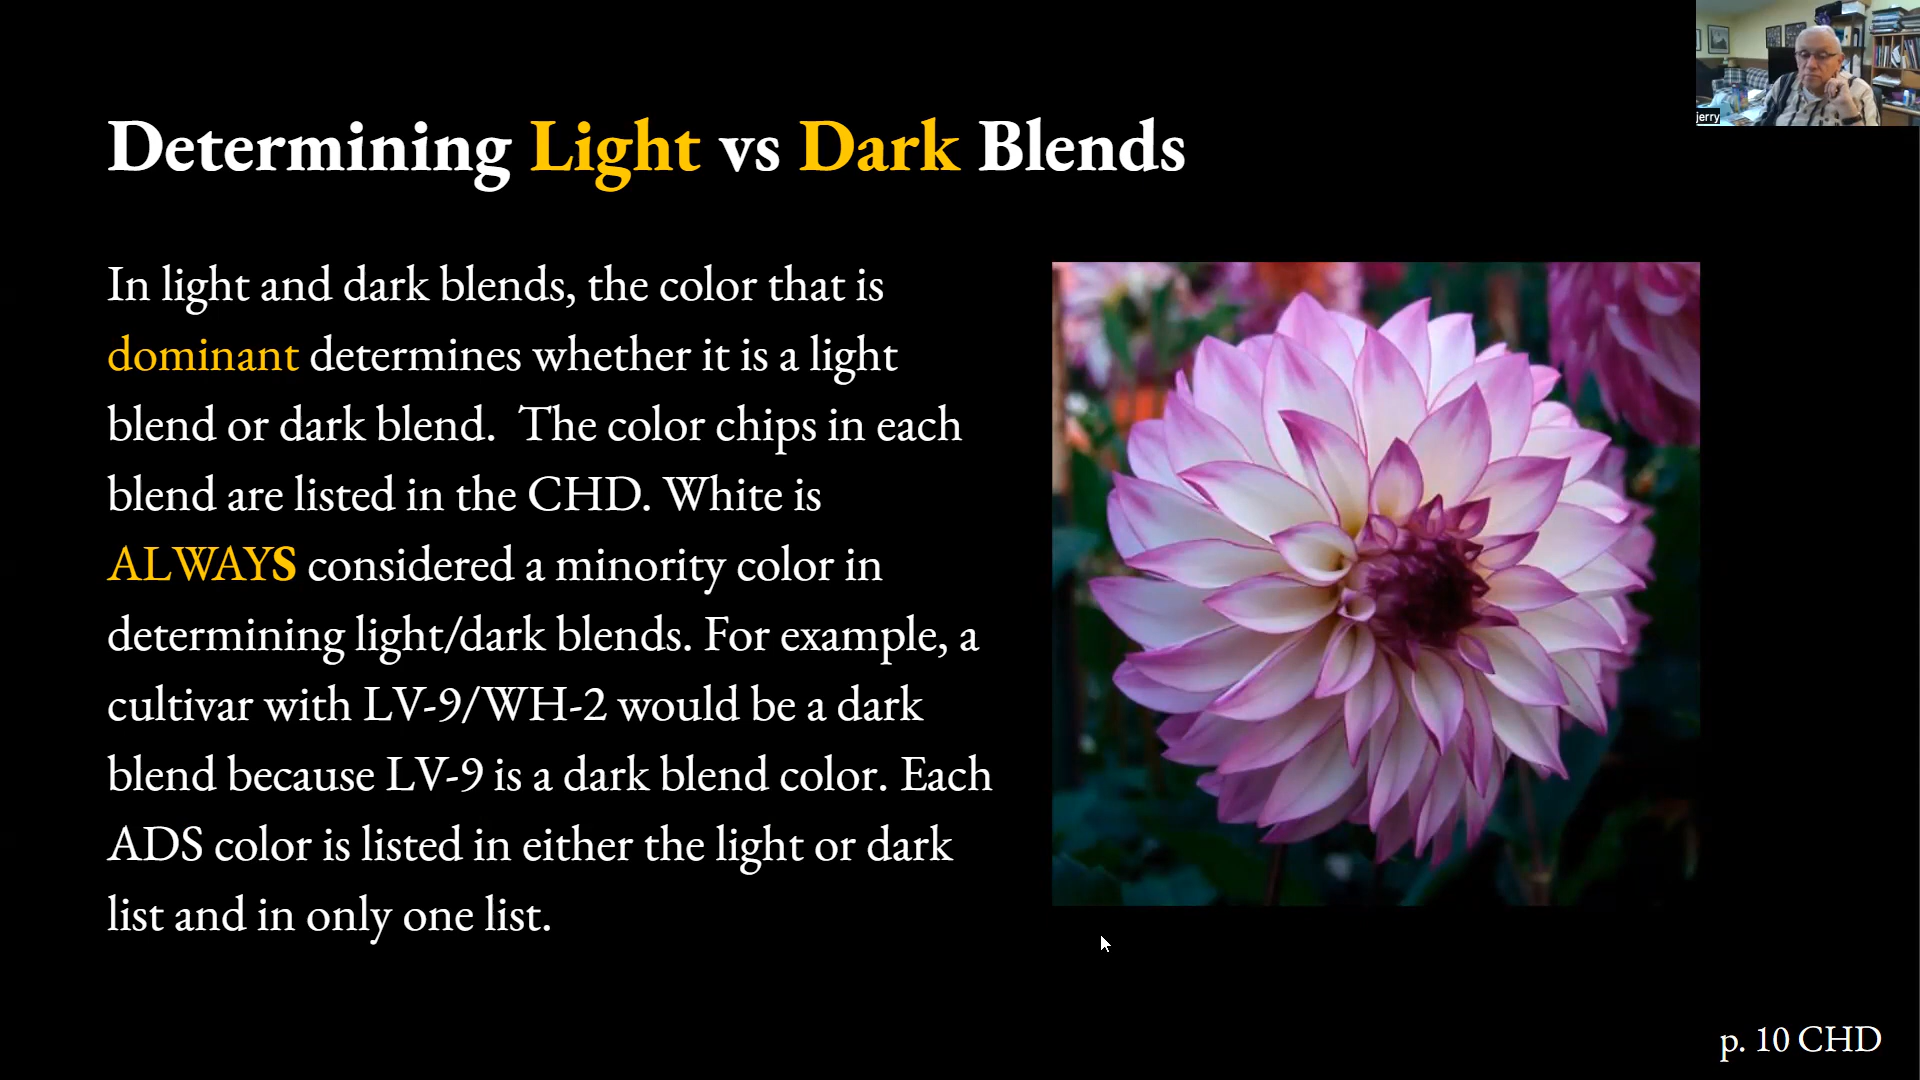 jerry
Determining Light vs Dark Blends
In light and dark blends, the color that is
dominant determines whether it is a light
blend or dark blend.  The color chips in each
blend are listed in the CHD. White is
ALWAYS considered a minority color in
determining light/dark blends. For example, a
cultivar with LV-9/WH-2 would be a dark
blend because LV-9 is a dark blend color. Each
ADS color is listed in either the light or dark
list and in only one list.
p. 10 CHD